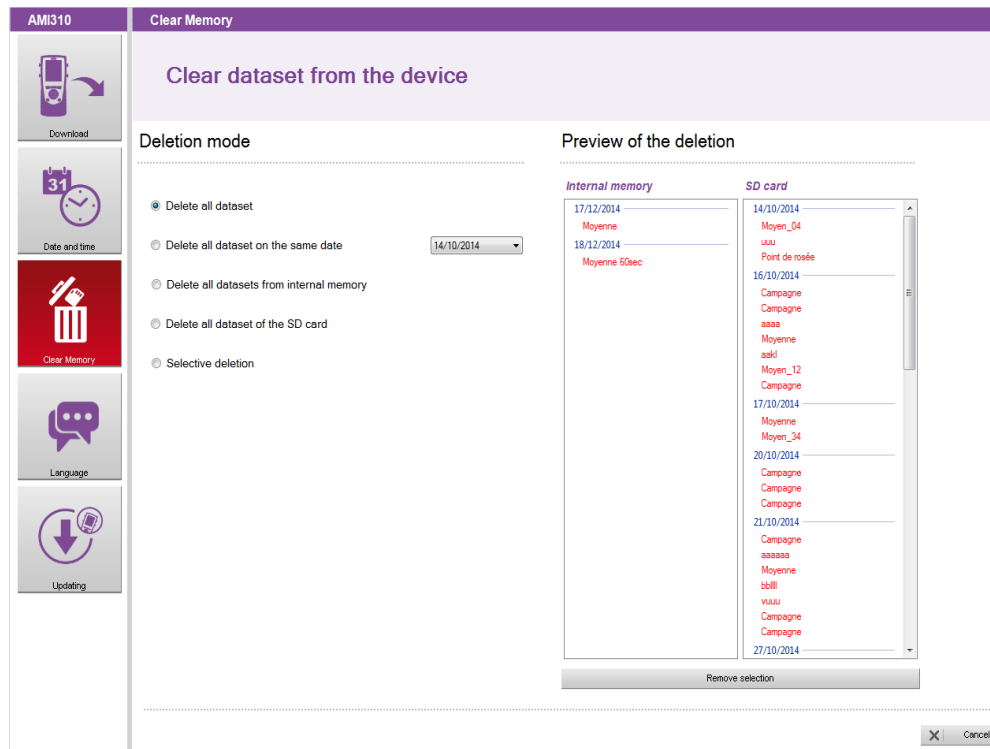 AMI310
Clear Memory
Clear dataset from the device
Download
31
Date and time
Clear Memory
Language
Updating
Deletion mode
Delete all dataset
Delete all dataset on the same date
14/10/2014
Delete all datasets from internal memory
Delete all dataset of the SD card
Selective deletion
Preview of the deletion
Internal memory
17/12/2014
Moyenne
18/12/2014
Moyenne 60sec
SD card
14/10/2014
Moyen_04
uuu
Point de rosée
16/10/2014
Campagne
Campagne
aaaa
Moyenne
aakl
Moyen_12
Campagne
17/10/2014
Moyenne
Moyen_34
20/10/2014
Campagne
Campagne
Campagne
21/10/2014
Campagne
aaaaaa
Moyenne
vuuu
Campagne
Campagne
27/10/2014
Remove selection
Cancel